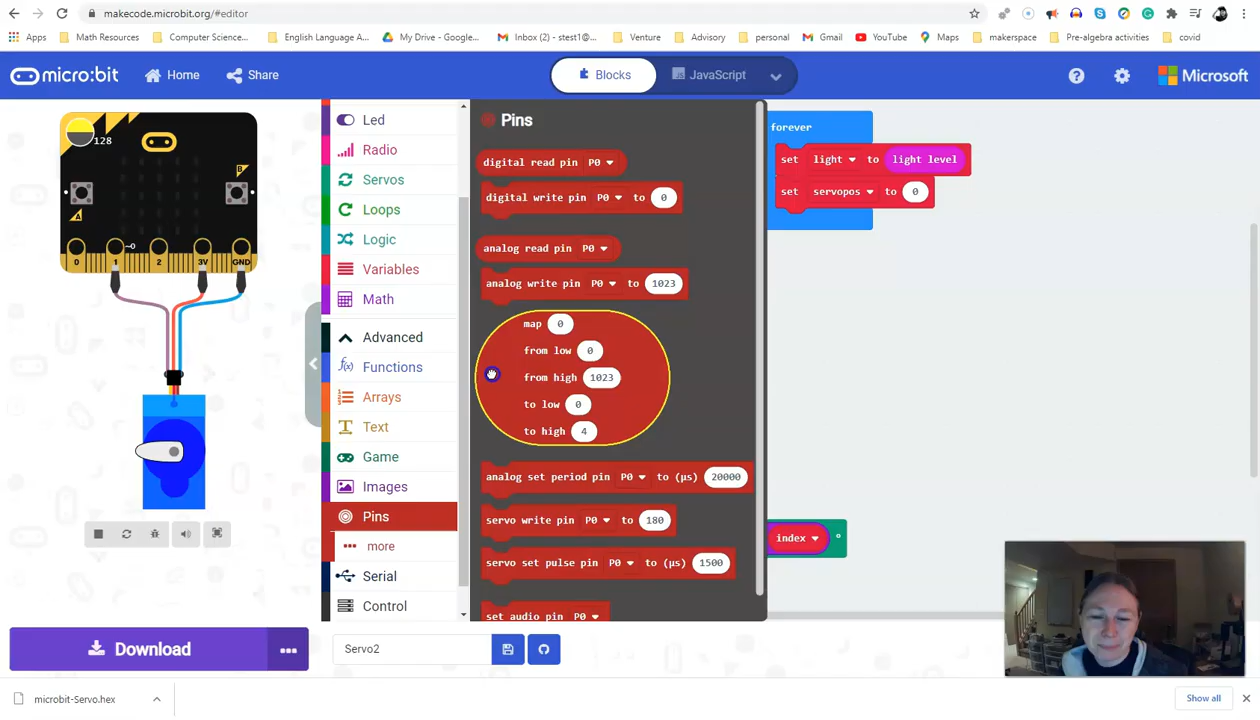 makecode.microbit.org/#editor
Apps Math Resources Computer Science... English Language A... My Drive - Google... Inbox (2) - stest1@... Venture Advisory personal Gmail YouTube Maps makerspace Pre-algebra activities covid
micro:bit Home Share Blocks JavaScript ? Microsoft
128
B
A
0 1 ~0 2 3V GND
Led
Radio
Servos
Loops
Logic
Variables
Math
Advanced
Functions
Arrays
Text
Game
Images
Pins
more
Serial
Control
Pins
digital read pin P0
digital write pin P0 to 0
analog read pin P0
analog write pin P0 to 1023
map 0
from low 0
from high 1023
to low 0
to high 4
analog set period pin P0 to (µs) 20000
servo write pin P0 to 180
servo set pulse pin P0 to (µs) 1500
set audio pin P0
forever
set light to light level
set servopos to 0
index °
Download ...
Servo2
microbit-Servo.hex
Show all